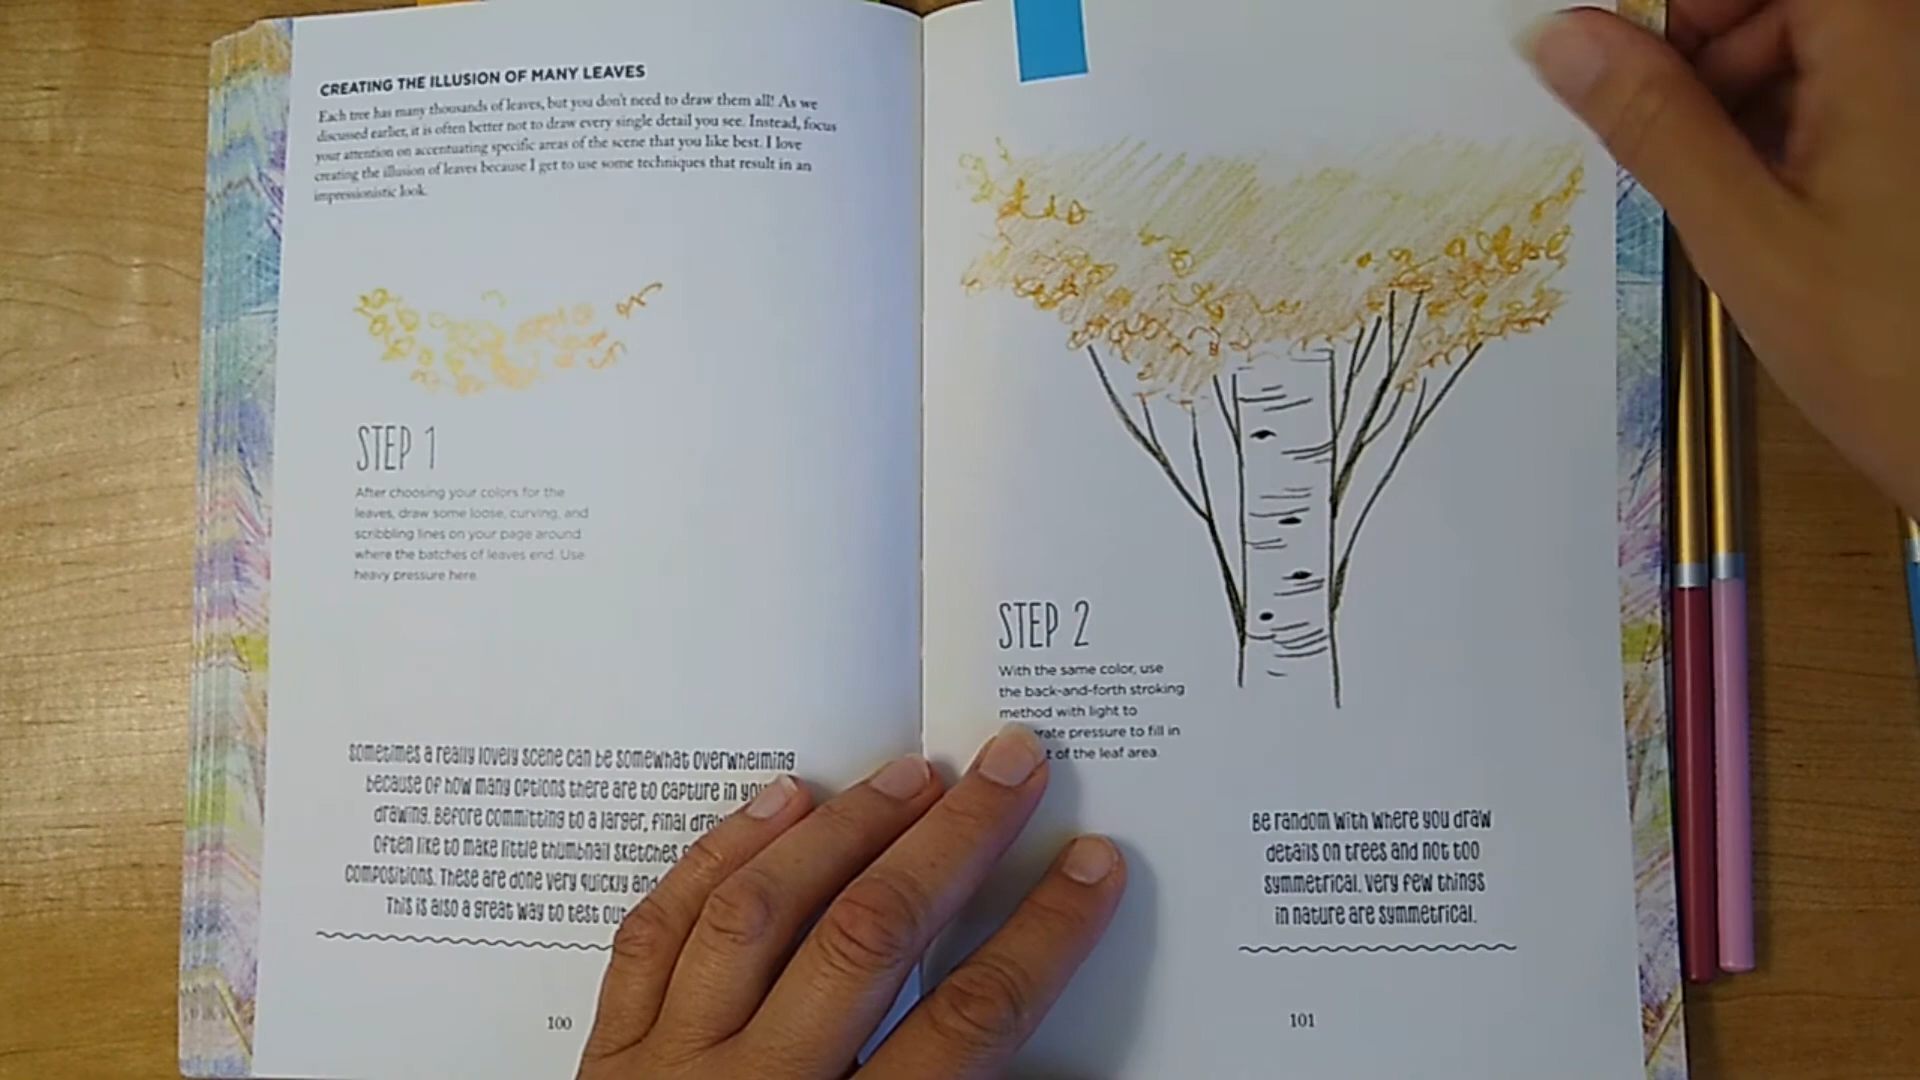 CREATING THE ILLUSION OF MANY LEAVES
Each tree has many thousands of leaves, but you don't need to draw them all! As we
discussed earlier, it is often better not to draw every single detail you see. Instead, focus
your attention on accentuating specific areas of the scene that you like best. I love
creating the illusion of leaves because I get to use some techniques that result in an
impressionistic look.
STEP 1
After choosing your colors for the
leaves, draw some loose, curving, and
scribbling lines on your page around
where the batches of leaves end. Use
heavy pressure here.
Sometimes a really lovely scene can be somewhat overwhelming
because of how many options there are to capture in
drawing. Before committing to a larger, final
often like to make little thumbnail sketches
compositions. These are done very quickly and
This is also a great way to test out
100
STEP 2
With the same color, use
the back-and-forth stroking
method with light to
pressure to fill in
of the leaf area.
Be random with where you draw
details on trees and not too
symmetrical. Very few things
in nature are symmetrical.
101